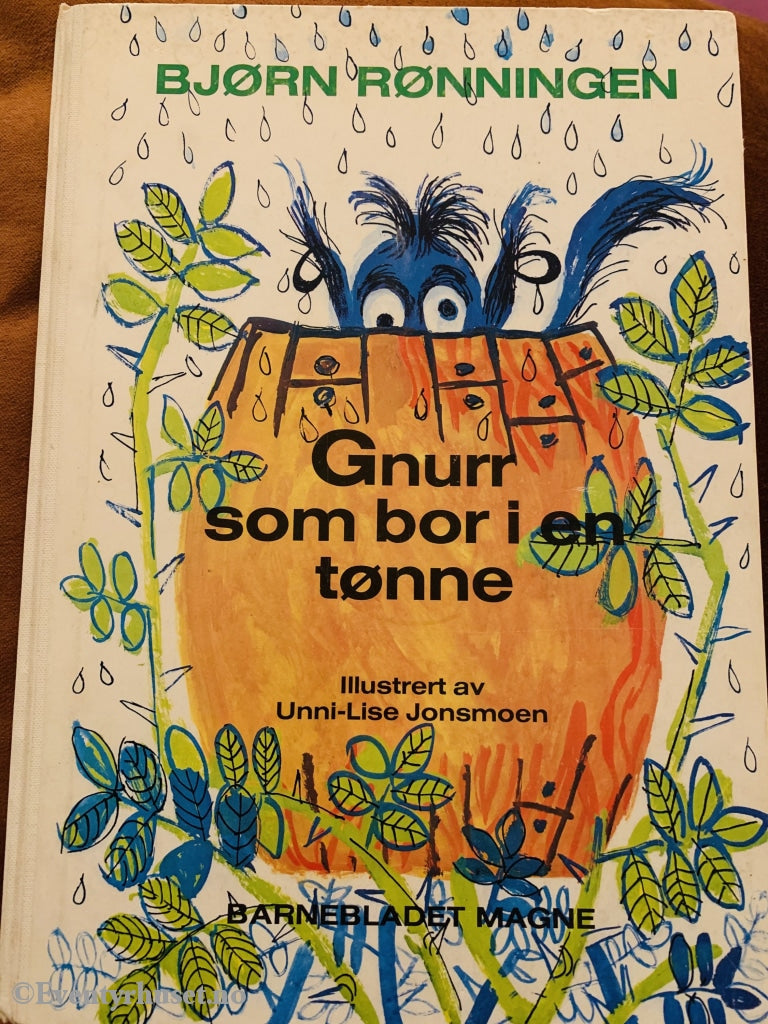 BJØRN RØNNINGEN
Gnurr
som bor i en
tønne
Illustrert av
Unni-Lise Jonsmoen
BARNEBLADET MAGNE
©Eventyrhuset.no